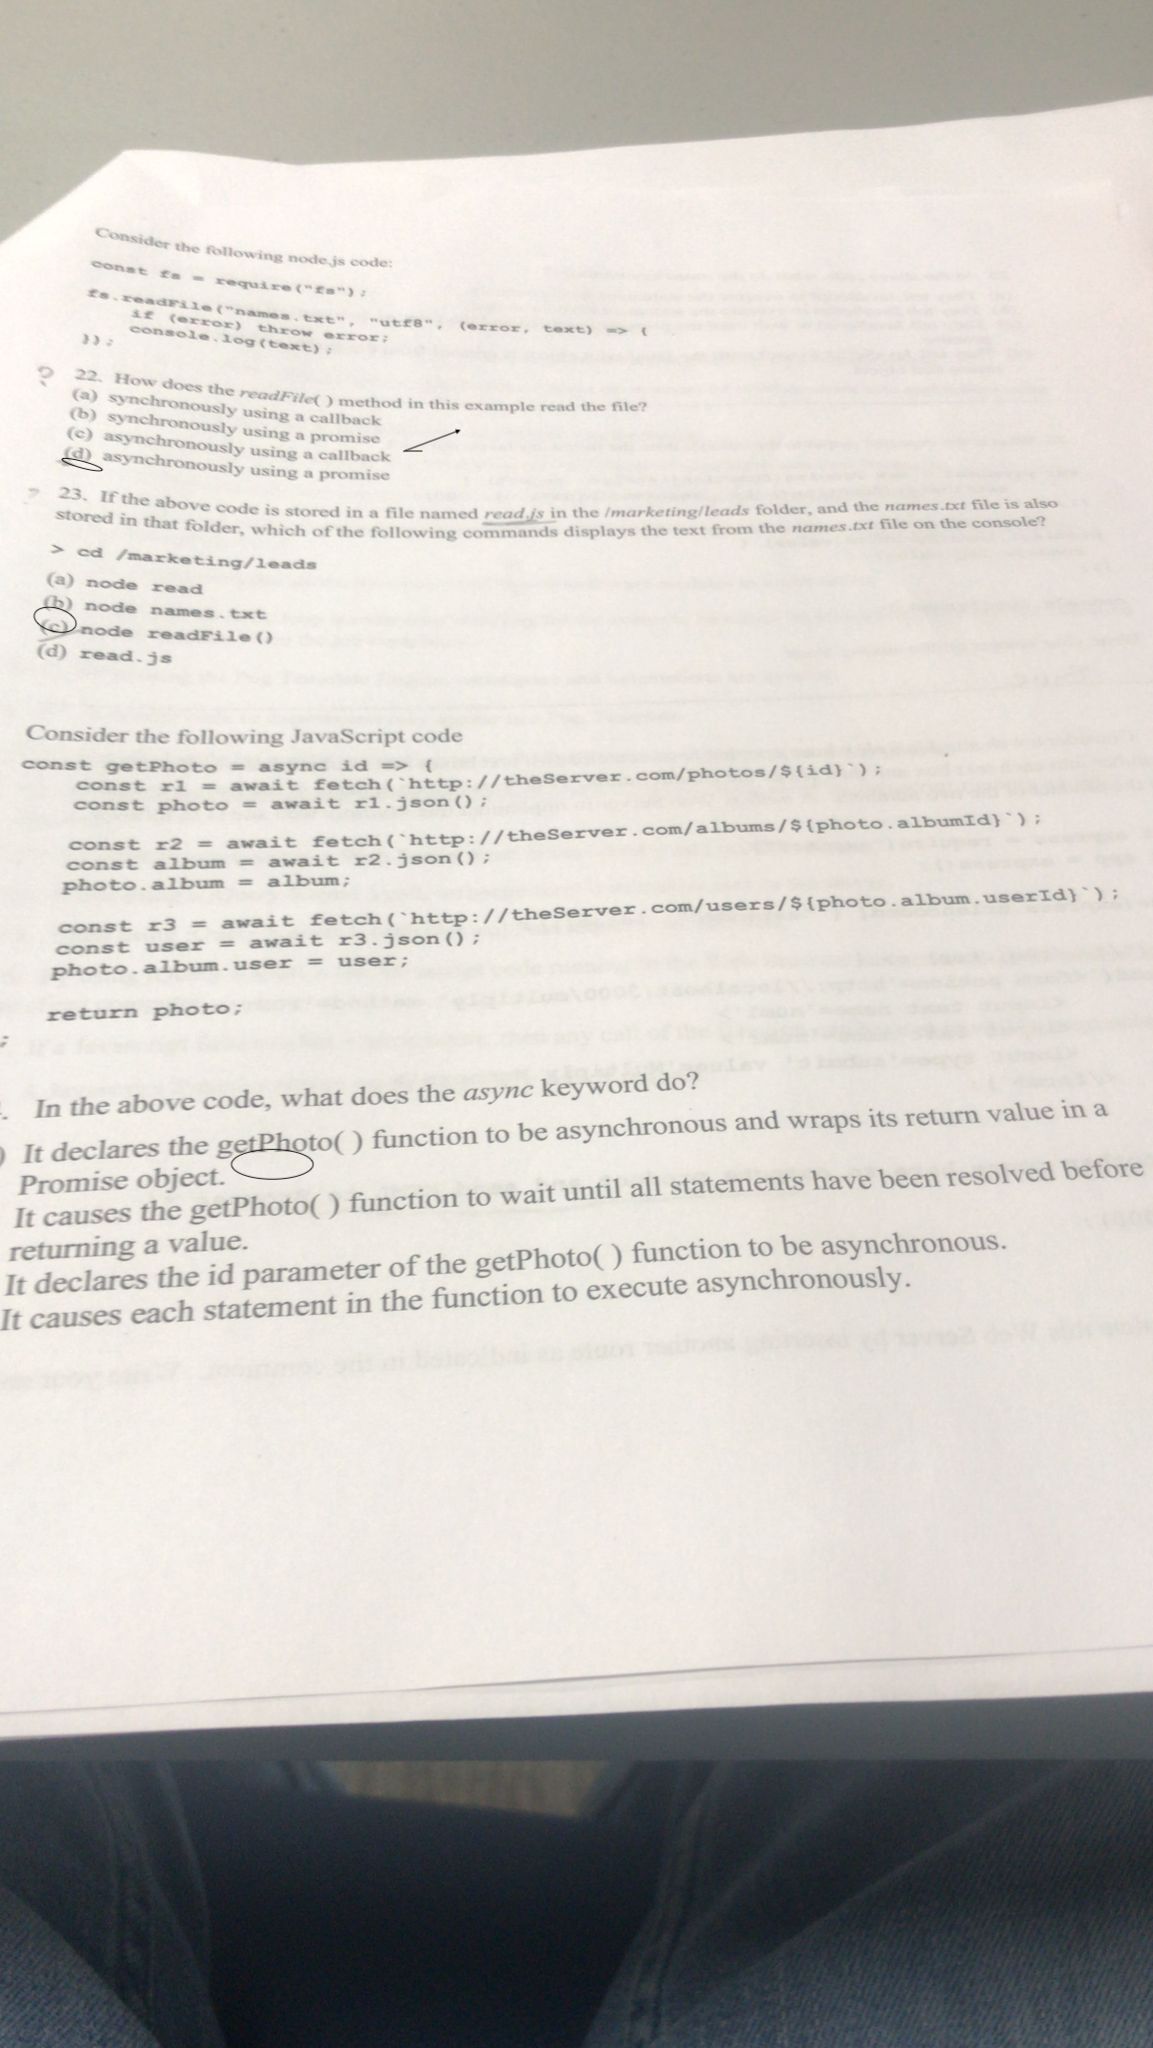 Consider the following node.js code:
const fs = require("fs");
fs.readFile("names.txt", "utf8", (error, text) => {
if (error) throw error;
console.log(text);
});
? 22. How does the readFile( ) method in this example read the file?
(a) synchronously using a callback
(b) synchronously using a promise
(c) asynchronously using a callback
(d) asynchronously using a promise
? 23. If the above code is stored in a file named read.js in the /marketing/leads folder, and the names.txt file is also
stored in that folder, which of the following commands displays the text from the names.txt file on the console?
> cd /marketing/leads
(a) node read
(b) node names.txt
(c) node readFile()
(d) read.js
Consider the following JavaScript code
const getPhoto = async id => {
const r1 = await fetch(`http://theServer.com/photos/${id}`);
const photo = await r1.json();
const r2 = await fetch(`http://theServer.com/albums/${photo.albumId}`);
const album = await r2.json();
photo.album = album;
const r3 = await fetch(`http://theServer.com/users/${photo.album.userId}`);
const user = await r3.json();
photo.album.user = user;
return photo;
;
. In the above code, what does the async keyword do?
) It declares the getPhoto( ) function to be asynchronous and wraps its return value in a
Promise object.
It causes the getPhoto( ) function to wait until all statements have been resolved before
returning a value.
It declares the id parameter of the getPhoto( ) function to be asynchronous.
It causes each statement in the function to execute asynchronously.